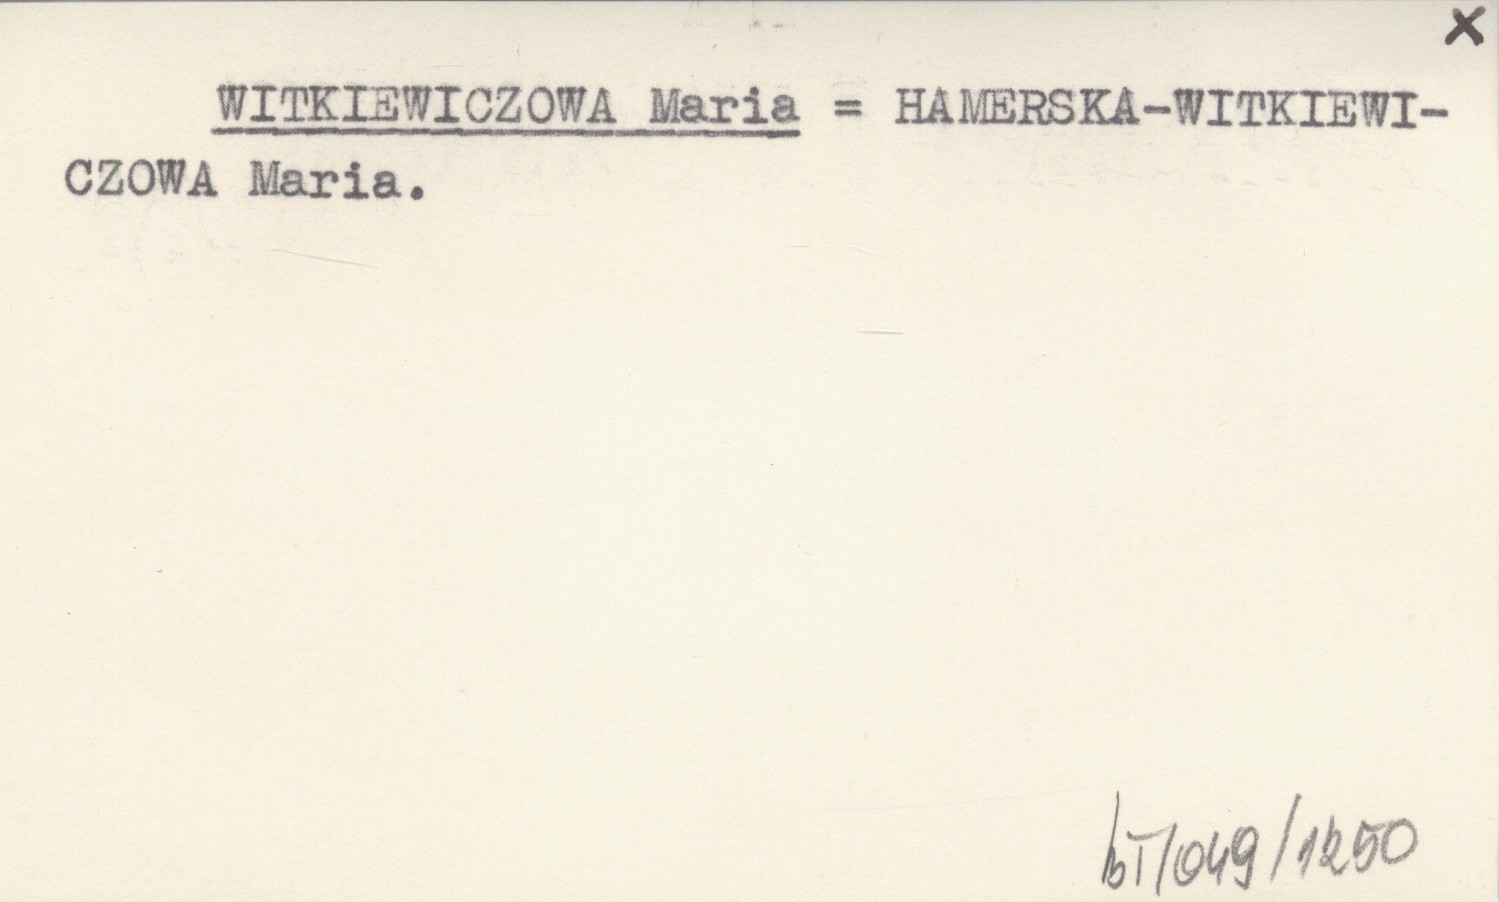 x
WITKIEWICZOWA Maria = HAMERSKA-WITKIEWI-
CZOWA Maria.
bT/049/1250